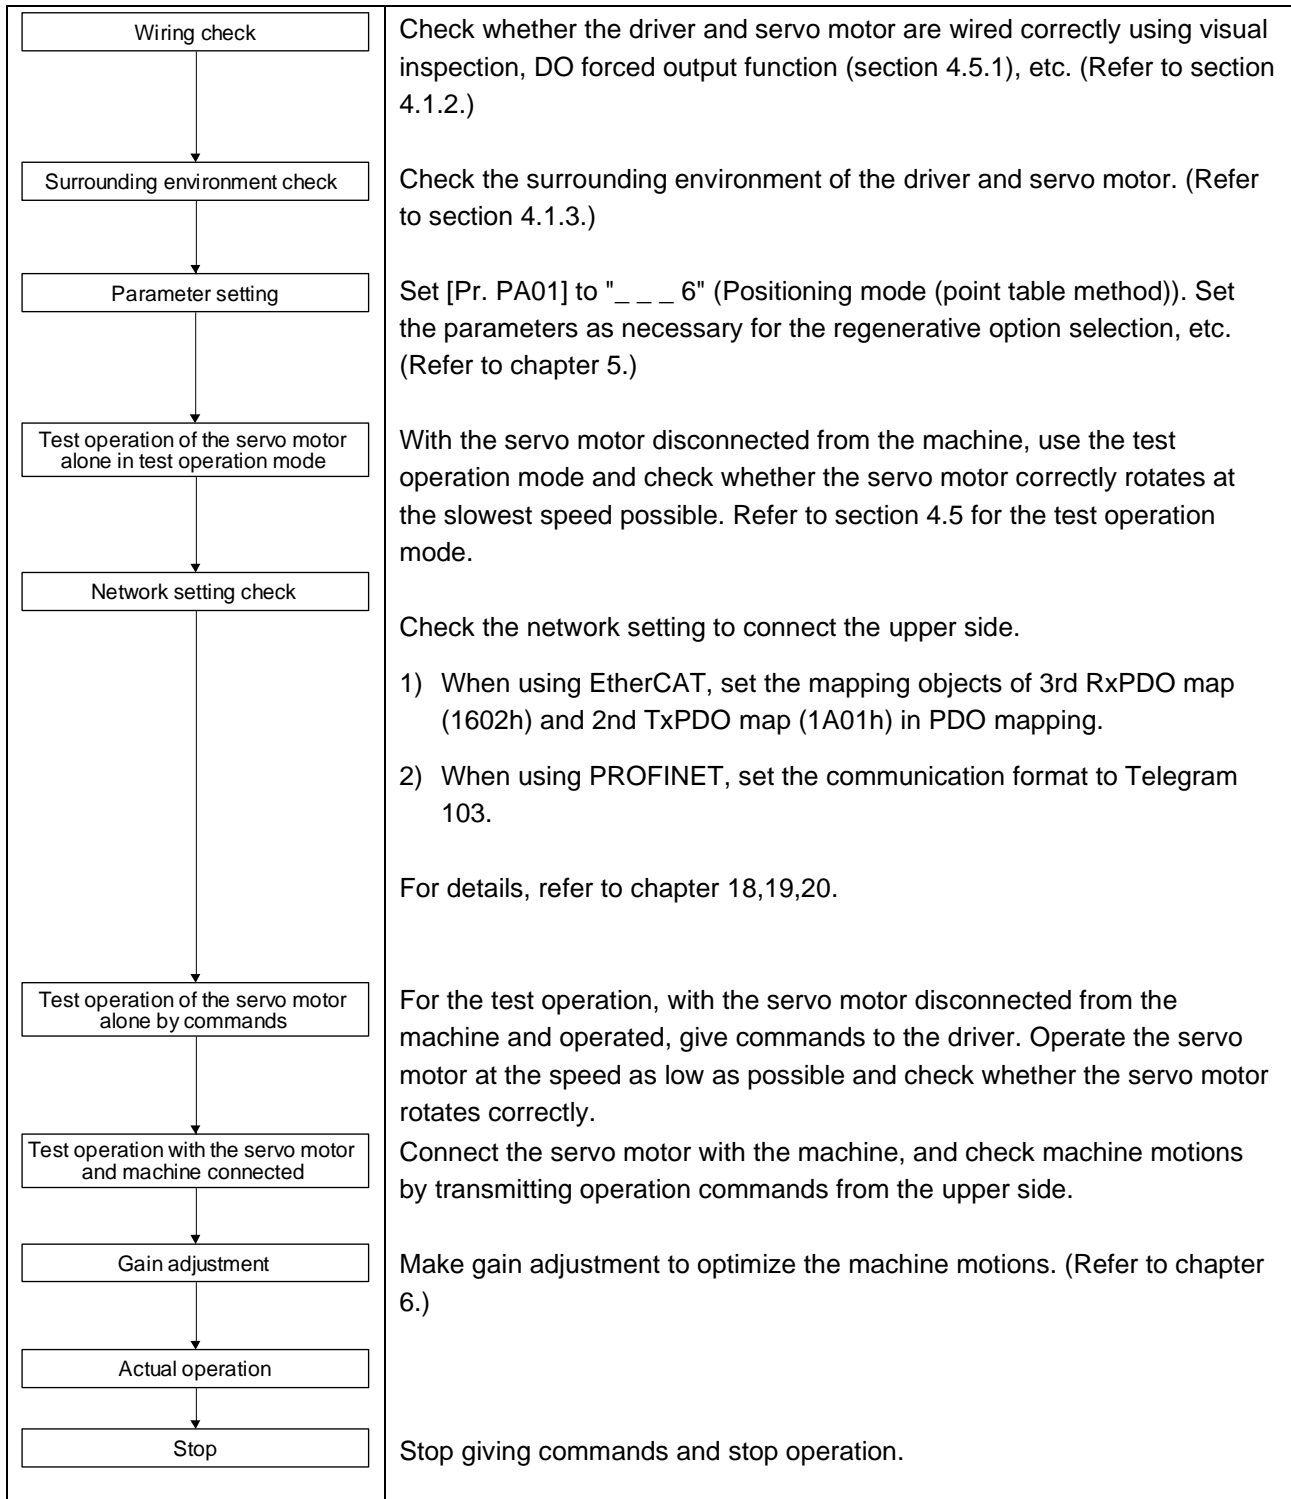 Wiring check
Check whether the driver and servo motor are wired correctly using visual
inspection, DO forced output function (section 4.5.1), etc. (Refer to section
4.1.2.)
Surrounding environment check
Check the surrounding environment of the driver and servo motor. (Refer
to section 4.1.3.)
Parameter setting
Set [Pr. PA01] to "_ _ _ 6" (Positioning mode (point table method)). Set
the parameters as necessary for the regenerative option selection, etc.
(Refer to chapter 5.)
Test operation of the servo motor
alone in test operation mode
With the servo motor disconnected from the machine, use the test
operation mode and check whether the servo motor correctly rotates at
the slowest speed possible. Refer to section 4.5 for the test operation
mode.
Network setting check
Check the network setting to connect the upper side.
1) When using EtherCAT, set the mapping objects of 3rd RxPDO map
(1602h) and 2nd TxPDO map (1A01h) in PDO mapping.
2) When using PROFINET, set the communication format to Telegram
103.
For details, refer to chapter 18,19,20.
Test operation of the servo motor
alone by commands
For the test operation, with the servo motor disconnected from the
machine and operated, give commands to the driver. Operate the servo
motor at the speed as low as possible and check whether the servo motor
rotates correctly.
Test operation with the servo motor
and machine connected
Connect the servo motor with the machine, and check machine motions
by transmitting operation commands from the upper side.
Gain adjustment
Make gain adjustment to optimize the machine motions. (Refer to chapter
6.)
Actual operation
Stop
Stop giving commands and stop operation.